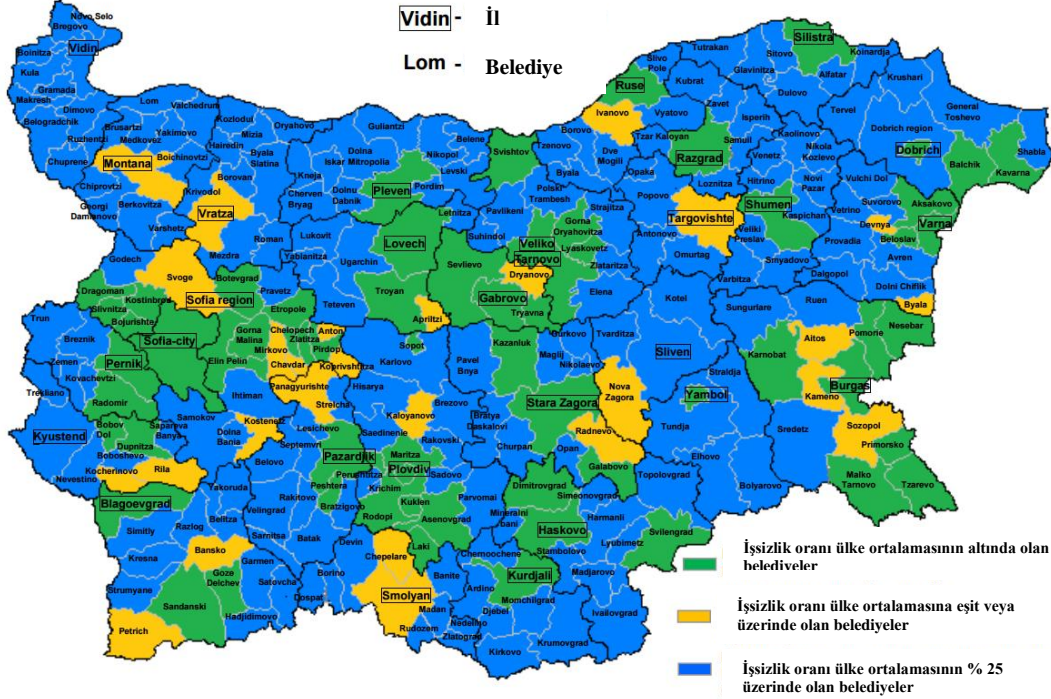 Vidin - İl
Lom - Belediye
Novo Selo
Bregovo
Vidin
Boinitza
Kula
Gramada
Makresh
Dimovo
Belogradchik
Ruzhentzi
Chuprene
Lom
Valchedrum
Brusartzi
Medkovez
Yakimovo
Montana
Boichinovtzi
Chiprovtzi
Georgi
Damianovo
Berkovitza
Varshetz
Koziodul
Mizia
Oryahovo
Hairedin
Byala
Slatina
Borovan
Krivodol
Vratza
Mezdra
Roman
Kneja
Cherven
Bryag
Guliantzi
Dolna
Mitropolia
Iskar
Dolnu
Dabnik
Pleven
Nikopol
Belene
Levski
Pordim
Svishtov
Letnitza
Lukovit
Yablanitza
Lovech
Ugarchin
Teteven
Troyan
Apriltzi
Suhindol
Pavlikeni
Polski
Trambesh
Strajitza
Gorna
Oryahovitza
Veliko
Tarnovo
Lyaskovetz
Zlataritza
Elena
Sevlievo
Dryanovo
Gabrovo
Tryavna
Ruse
Slivo
Pole
Ivanovo
Borovo
Tzenovo
Byala
Dve
Mogili
Vyatovo
Tutrakan
Silistra
Sitovo
Koinardja
Glavinitza
Alfatar
Dulovo
Kubrat
Zavet
Isperih
Tzar Kaloyan
Razgrad
Samuil
Loznitza
Opaka
Popovo
Targovishte
Antonovo
Omurtag
Kaolinovo
Nikola
Kozlevo
Venetz
Hitrino
Novi
Pazar
Shumen
Kaspichan
Veliki
Preslav
Smyadovo
Varbitza
Krushari
Tervel
General
Toshevo
Dobrich region
Dobrich
Balchik
Shabla
Kavarna
Vulchi Dol
Suvorovo
Aksakovo
Vetrino
Devnya
Varna
Beloslav
Provadia
Avren
Dalgopol
Dolni Chiflik
Byala
Godech
Svoge
Botevgrad
Dragoman
Kostinbrod
Slivnitza
Bojurishte
Sofia region
Pravetz
Etropole
Sofia-city
Gorna
Malina
Chelopech
Zlatitza
Anton
Pirdop
Mirkovo
Elin Pelin
Chavdar
Koprivshtitza
Ihtiman
Samokov
Kostenetz
Dolna
Bania
Trun
Breznik
Pernik
Zemen
Kovachevtzi
Radomir
Trekliano
Kyustend
Bobov
Dol
Sapareva
Banya
Dupnitza
Boboshevo
Kocherinovo
Rila
Nevestino
Blagoevgrad
Simitly
Razlog
Yakoruda
Belitza
Bansko
Kresna
Strumyane
Garmen
Goze
Delchev
Satovcha
Sandanski
Hadjidimovo
Petrich
Panagyurishte
Strelcha
Lesichevo
Septemvri
Pazardjik
Belovo
Velingrad
Rakitovo
Peshtera
Bratzigovo
Batak
Sarnitsa
Karlovo
Sopot
Hisarya
Kaloyanovo
Brezovo
Saedinenie
Rakovski
Maritza
Plovdiv
Sadovo
Perushtitza
Krichim
Kuklen
Rodopi
Asenovgrad
Parvomai
Laki
Devin
Chepelare
Smolyan
Borino
Dospat
Banite
Madan
Rudozem
Nedelino
Zlatograd
Kazanluk
Pavel
Bnya
Gurkovo
Maglij
Nikolaevo
Bratya
Daskalovi
Stara Zagora
Nova
Zagora
Churpan
Opan
Radnevo
Galabovo
Kotel
Tvarditza
Sliven
Straldja
Yambol
Tundja
Elhovo
Bolyarovo
Topolovgrad
Dimitrovgrad
Simeonovgrad
Mineralni
bani
Haskovo
Harmanli
Stambolovo
Lyubimetz
Svilengrad
Madjarovo
Ivailovgrad
Chernoochene
Kurdjali
Ardino
Momchilgrad
Djebel
Kirkovo
Krumovgrad
Sungurlare
Ruen
Karnobat
Aitos
Pomorie
Nesebar
Burgas
Kameno
Sredetz
Sozopol
Primorsko
Malko
Tarnovo
Tzarevo
İşsizlik oranı ülke ortalamasının altında olan
belediyeler
İşsizlik oranı ülke ortalamasına eşit veya
üzerinde olan belediyeler
İşsizlik oranı ülke ortalamasının % 25
üzerinde olan belediyeler